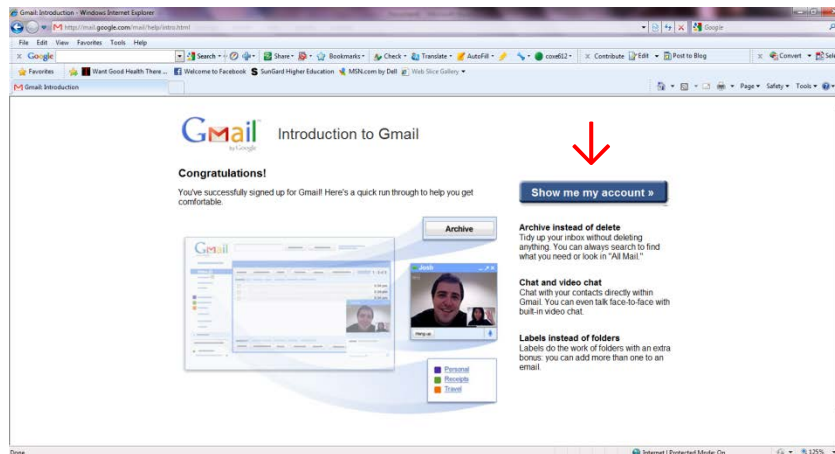 Gmail: Introduction - Windows Internet Explorer
http://mail.google.com/mail/help/intro.html
Google
File Edit View Favorites Tools Help
x Google Search Share Bookmarks Check Translate AutoFill coxe612 x Contribute Edit Post to Blog x Convert Sele
Favorites Want Good Health There ... Welcome to Facebook SunGard Higher Education MSN.com by Dell Web Slice Gallery
Gmail: Introduction
Page Safety Tools
Gmail
by Google
Introduction to Gmail
Congratulations!
You've successfully signed up for Gmail! Here's a quick run through to help you get
comfortable.
Show me my account »
Archive
Gmail
Josh
Hang up
Personal
Receipts
Travel
Archive instead of delete
Tidy up your inbox without deleting
anything. You can always search to find
what you need or look in "All Mail."
Chat and video chat
Chat with your contacts directly within
Gmail. You can even talk face-to-face with
built-in video chat.
Labels instead of folders
Labels do the work of folders with an extra
bonus: you can add more than one to an
email.
Done
Internet | Protected Mode: On
125%